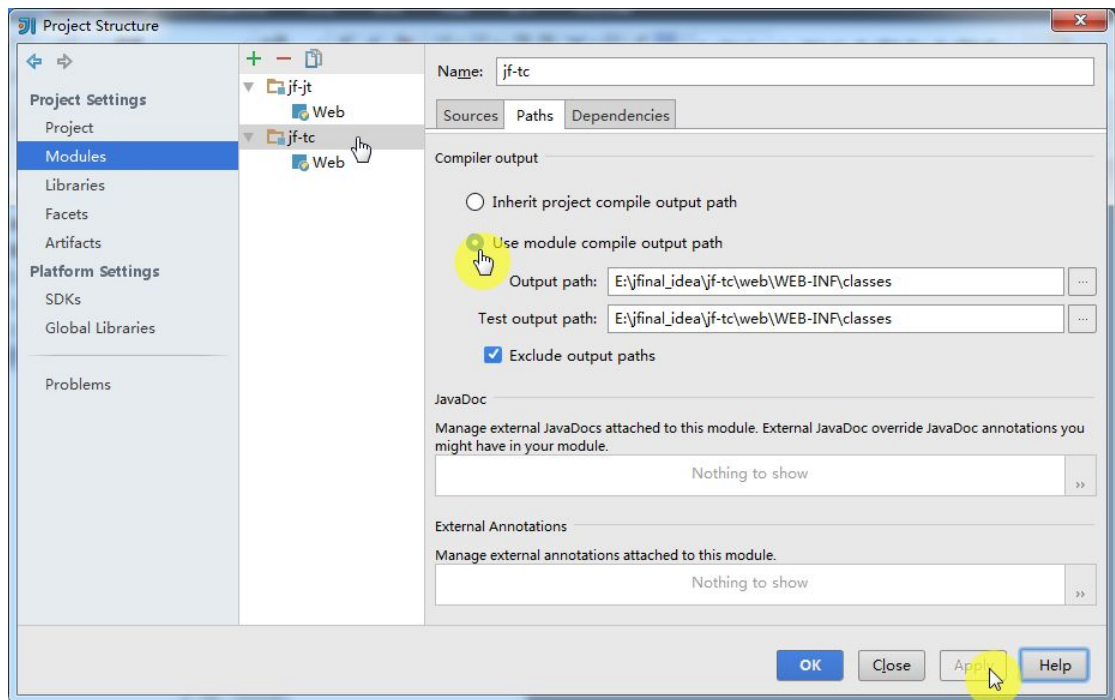 Project Structure
Project Settings
Project
Modules
Libraries
Facets
Artifacts
Platform Settings
SDKs
Global Libraries
Problems
jf-jt
Web
jf-tc
Web
Name: jf-tc
Sources Paths Dependencies
Compiler output
Inherit project compile output path
Use module compile output path
Output path: E:\jfinal_idea\jf-tc\web\WEB-INF\classes ...
Test output path: E:\jfinal_idea\jf-tc\web\WEB-INF\classes ...
Exclude output paths
JavaDoc
Manage external JavaDocs attached to this module. External JavaDoc override JavaDoc annotations you
might have in your module.
Nothing to show
External Annotations
Manage external annotations attached to this module.
Nothing to show
OK Close Apply Help